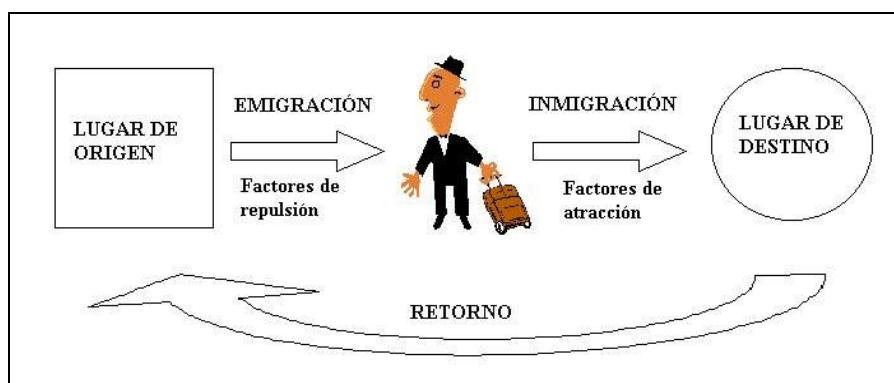 LUGAR DE
ORIGEN
EMIGRACIÓN
Factores de
repulsión
INMIGRACIÓN
Factores de
atracción
LUGAR DE
DESTINO
RETORNO